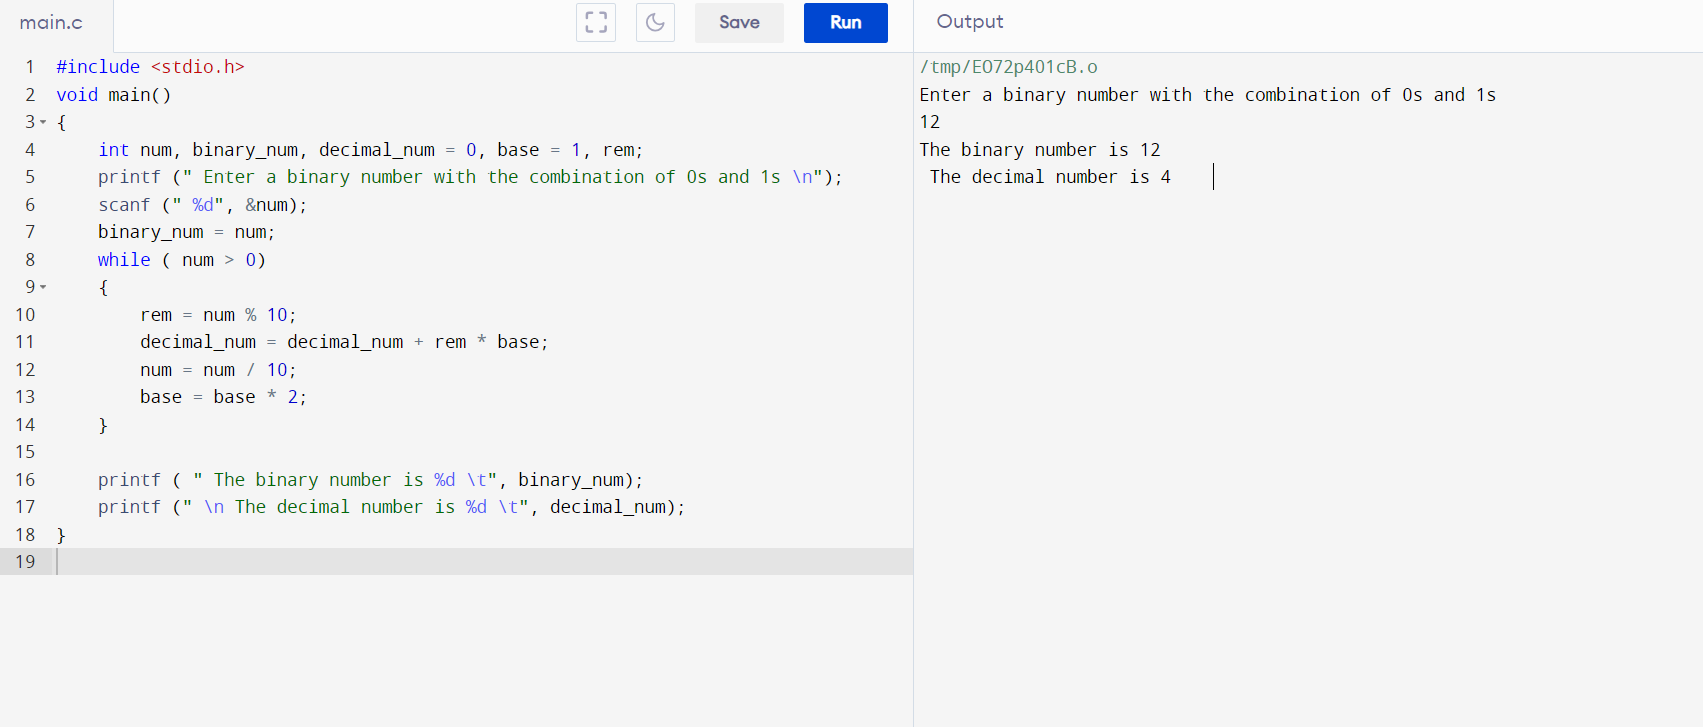 main.c
Save
Run
Output
1 #include <stdio.h>
2 void main()
3 {
4 int num, binary_num, decimal_num = 0, base = 1, rem;
5 printf (" Enter a binary number with the combination of 0s and 1s \n");
6 scanf (" %d", &num);
7 binary_num = num;
8 while ( num > 0)
9 {
10 rem = num % 10;
11 decimal_num = decimal_num + rem * base;
12 num = num / 10;
13 base = base * 2;
14 }
15
16 printf ( " The binary number is %d \t", binary_num);
17 printf (" \n The decimal number is %d \t", decimal_num);
18 }
19
/tmp/EO72p401cB.o
Enter a binary number with the combination of 0s and 1s
12
The binary number is 12
The decimal number is 4